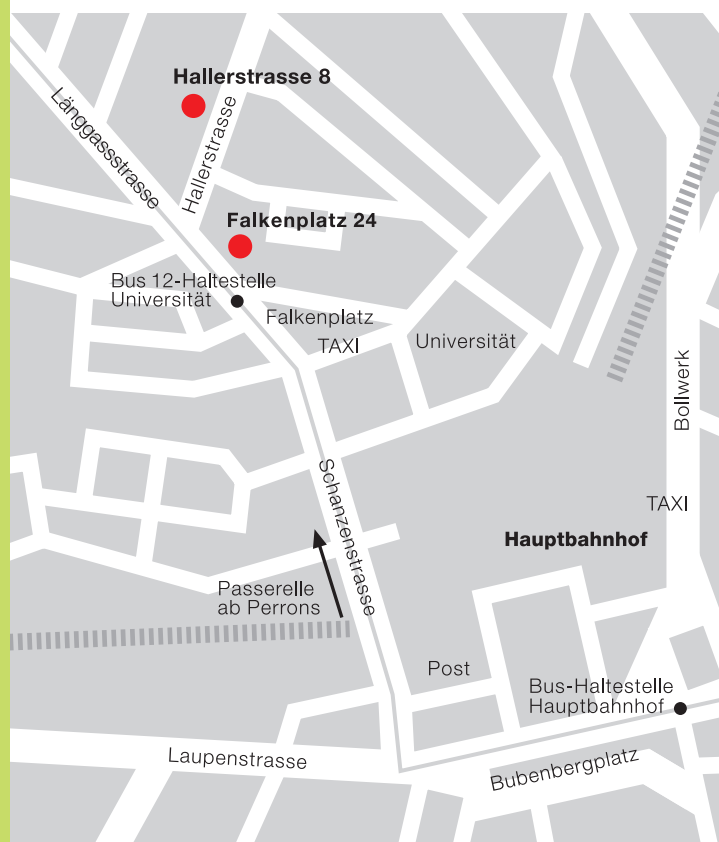 Hallerstrasse 8
Länggassstrasse
Hallerstrasse
Falkenplatz 24
Bus 12-Haltestelle
Universität
Falkenplatz
TAXI
Universität
Bollwerk
Schanzenstrasse
TAXI
Hauptbahnhof
Passerelle
ab Perrons
Post
Bus-Haltestelle
Hauptbahnhof
Laupenstrasse
Bubenbergplatz